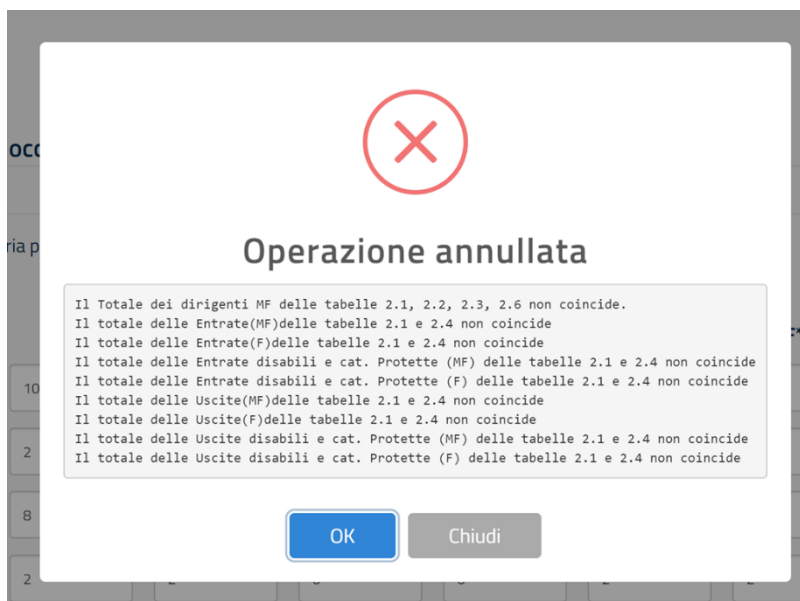 Operazione annullata
Il Totale dei dirigenti MF delle tabelle 2.1, 2.2, 2.3, 2.6 non coincide.
Il totale delle Entrate(MF)delle tabelle 2.1 e 2.4 non coincide
Il totale delle Entrate(F)delle tabelle 2.1 e 2.4 non coincide
Il totale delle Entrate disabili e cat. Protette (MF) delle tabelle 2.1 e 2.4 non coincide
Il totale delle Entrate disabili e cat. Protette (F) delle tabelle 2.1 e 2.4 non coincide
Il totale delle Uscite(MF)delle tabelle 2.1 e 2.4 non coincide
Il totale delle Uscite(F)delle tabelle 2.1 e 2.4 non coincide
Il totale delle Uscite disabili e cat. Protette (MF) delle tabelle 2.1 e 2.4 non coincide
Il totale delle Uscite disabili e cat. Protette (F) delle tabelle 2.1 e 2.4 non coincide
OK Chiudi
ria p
10
2
8
2